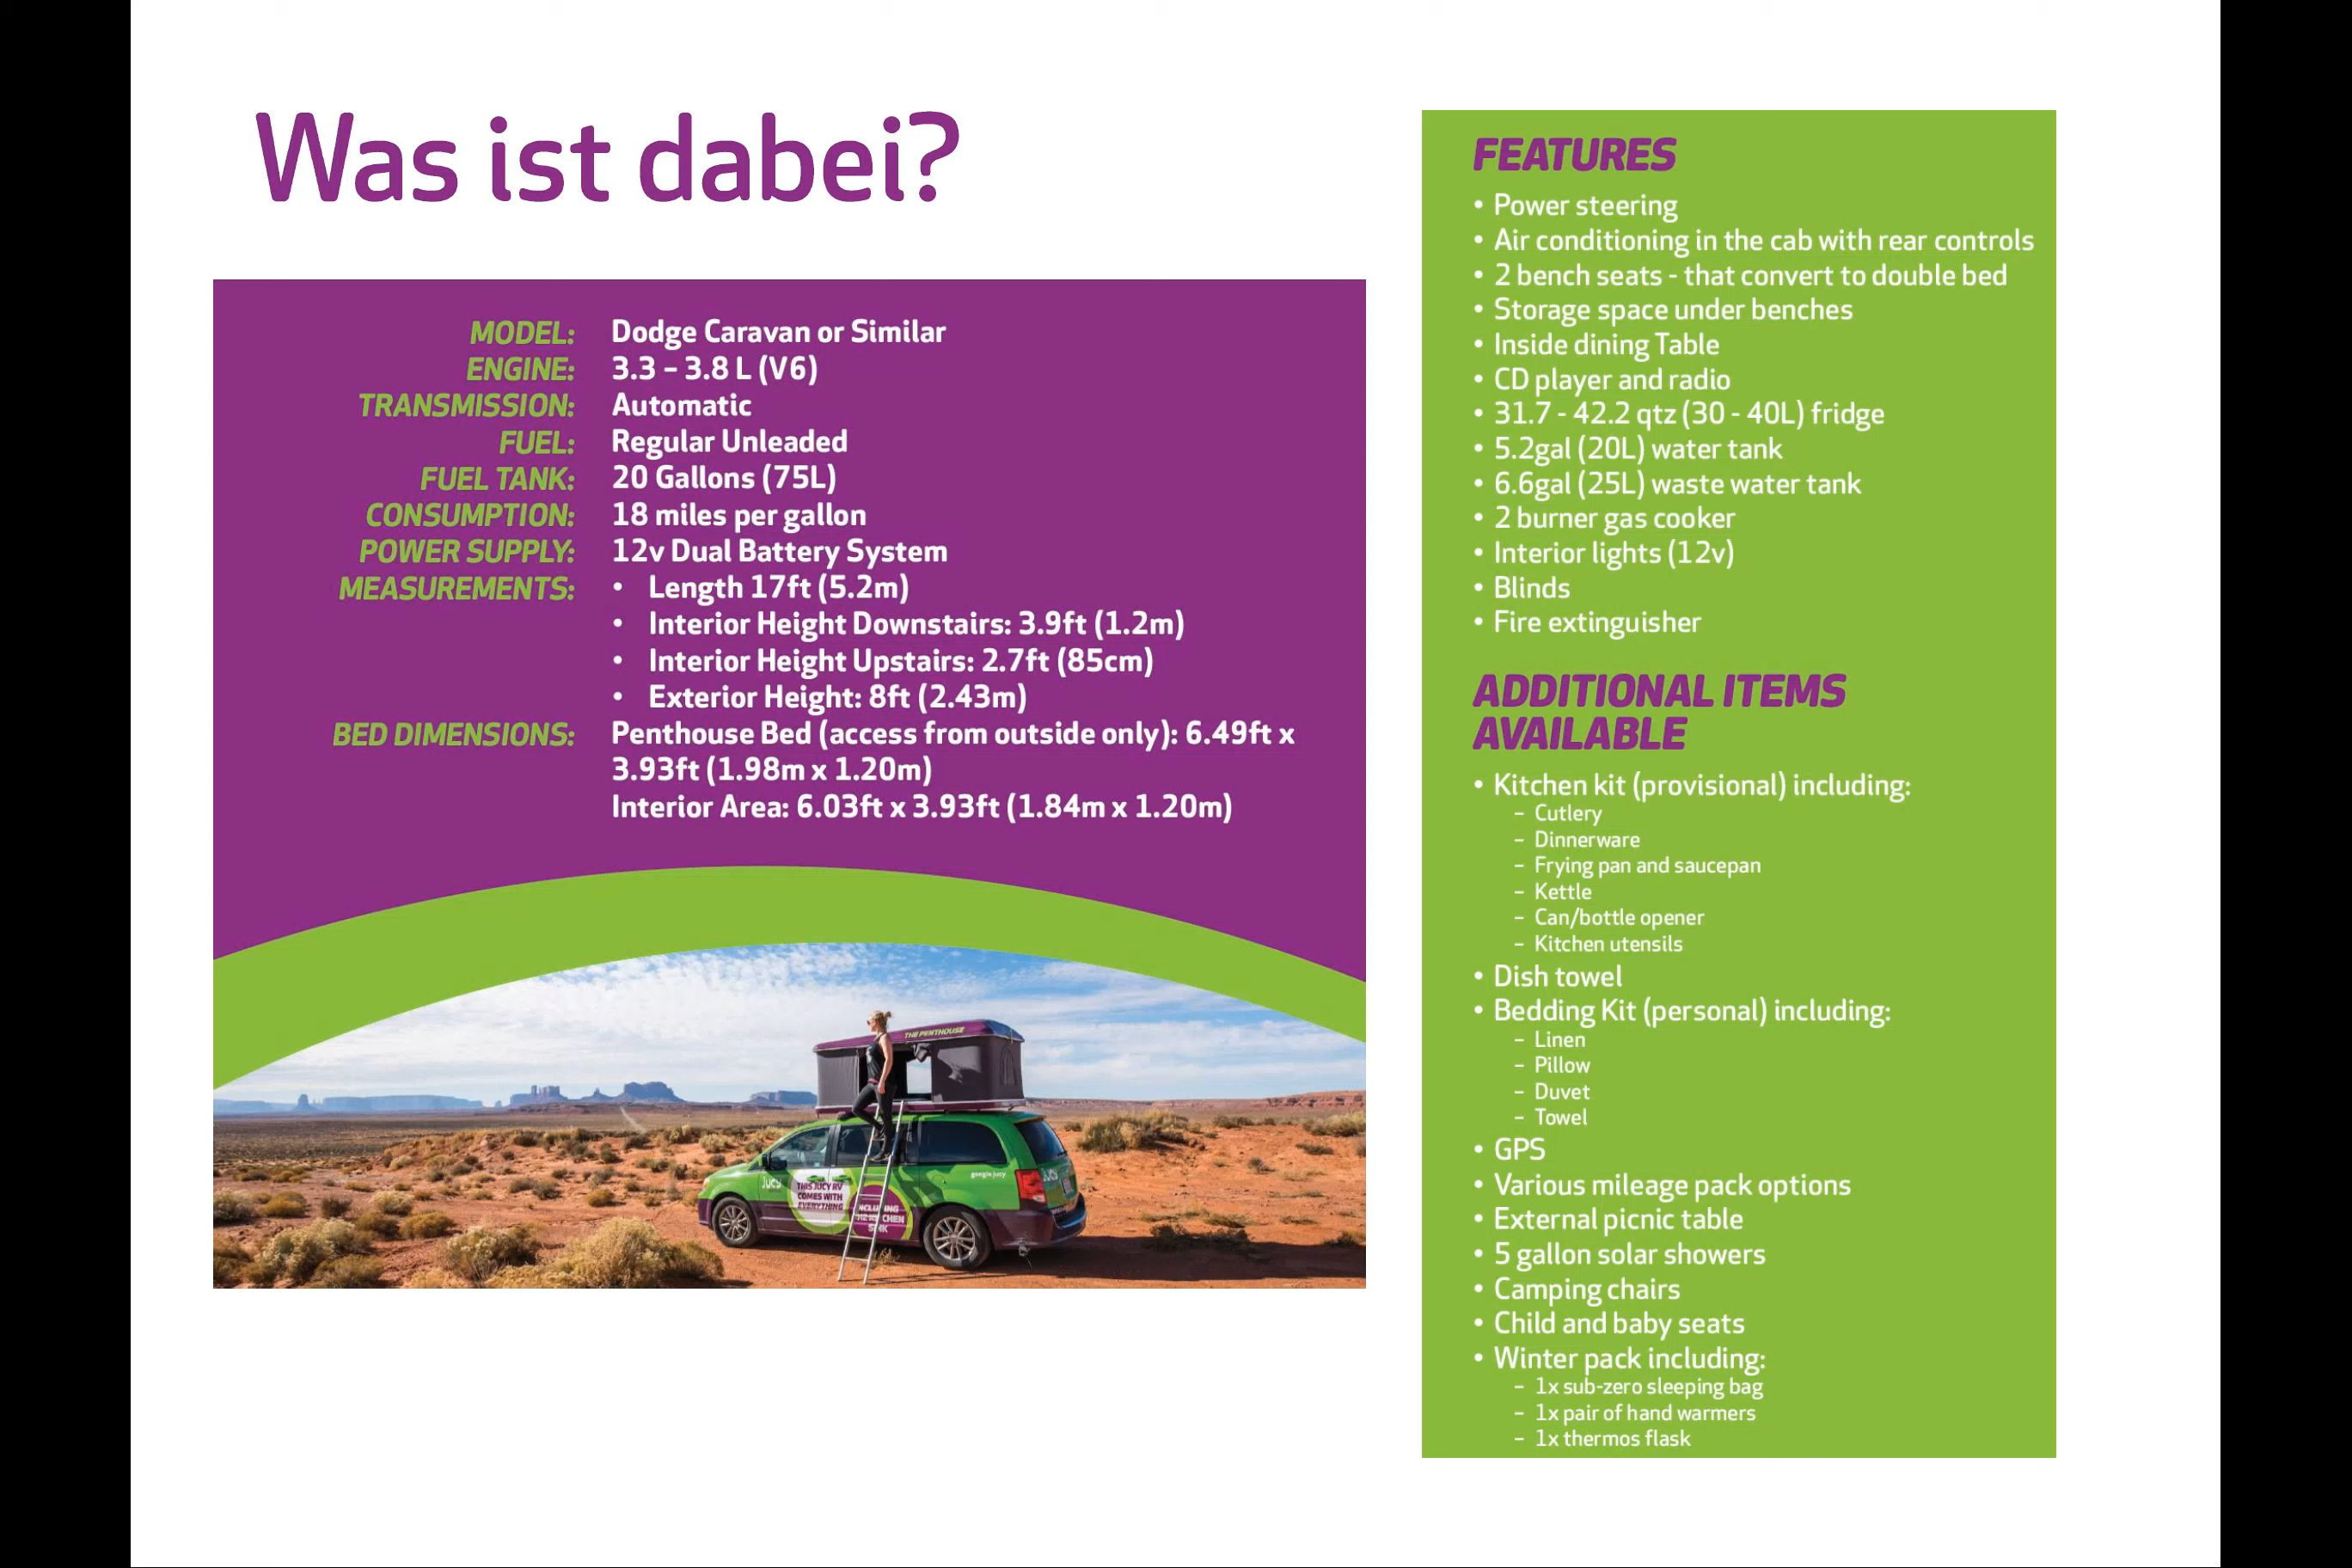 Was ist dabei?
MODEL: Dodge Caravan or Similar
ENGINE: 3.3 – 3.8 L (V6)
TRANSMISSION: Automatic
FUEL: Regular Unleaded
FUEL TANK: 20 Gallons (75L)
CONSUMPTION: 18 miles per gallon
POWER SUPPLY: 12v Dual Battery System
MEASUREMENTS: • Length 17ft (5.2m)
• Interior Height Downstairs: 3.9ft (1.2m)
• Interior Height Upstairs: 2.7ft (85cm)
• Exterior Height: 8ft (2.43m)
BED DIMENSIONS: Penthouse Bed (access from outside only): 6.49ft x
3.93ft (1.98m x 1.20m)
Interior Area: 6.03ft x 3.93ft (1.84m x 1.20m)
THE PENTHOUSE
google jucy
Jucy
THIS JUCY RV
COMES WITH
EVERYTHING
INCLUDING
THE KITCHEN
SINK
FEATURES
• Power steering
• Air conditioning in the cab with rear controls
• 2 bench seats - that convert to double bed
• Storage space under benches
• Inside dining Table
• CD player and radio
• 31.7 - 42.2 qtz (30 - 40L) fridge
• 5.2gal (20L) water tank
• 6.6gal (25L) waste water tank
• 2 burner gas cooker
• Interior lights (12v)
• Blinds
• Fire extinguisher
ADDITIONAL ITEMS
AVAILABLE
• Kitchen kit (provisional) including:
– Cutlery
– Dinnerware
– Frying pan and saucepan
– Kettle
– Can/bottle opener
– Kitchen utensils
• Dish towel
• Bedding Kit (personal) including:
– Linen
– Pillow
– Duvet
– Towel
• GPS
• Various mileage pack options
• External picnic table
• 5 gallon solar showers
• Camping chairs
• Child and baby seats
• Winter pack including:
– 1x sub-zero sleeping bag
– 1x pair of hand warmers
– 1x thermos flask